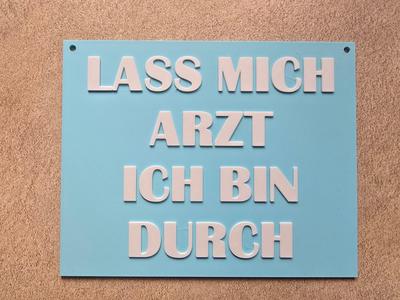 LASS MICH
ARZT
ICH BIN
DURCH